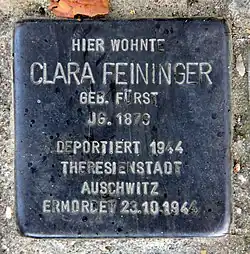 HIER WOHNTE
CLARA FEININGER
GEB. FÜRST
JG. 1873
DEPORTIERT 1944
THERESIENSTADT
AUSCHWITZ
ERMORDET 23.10.1944